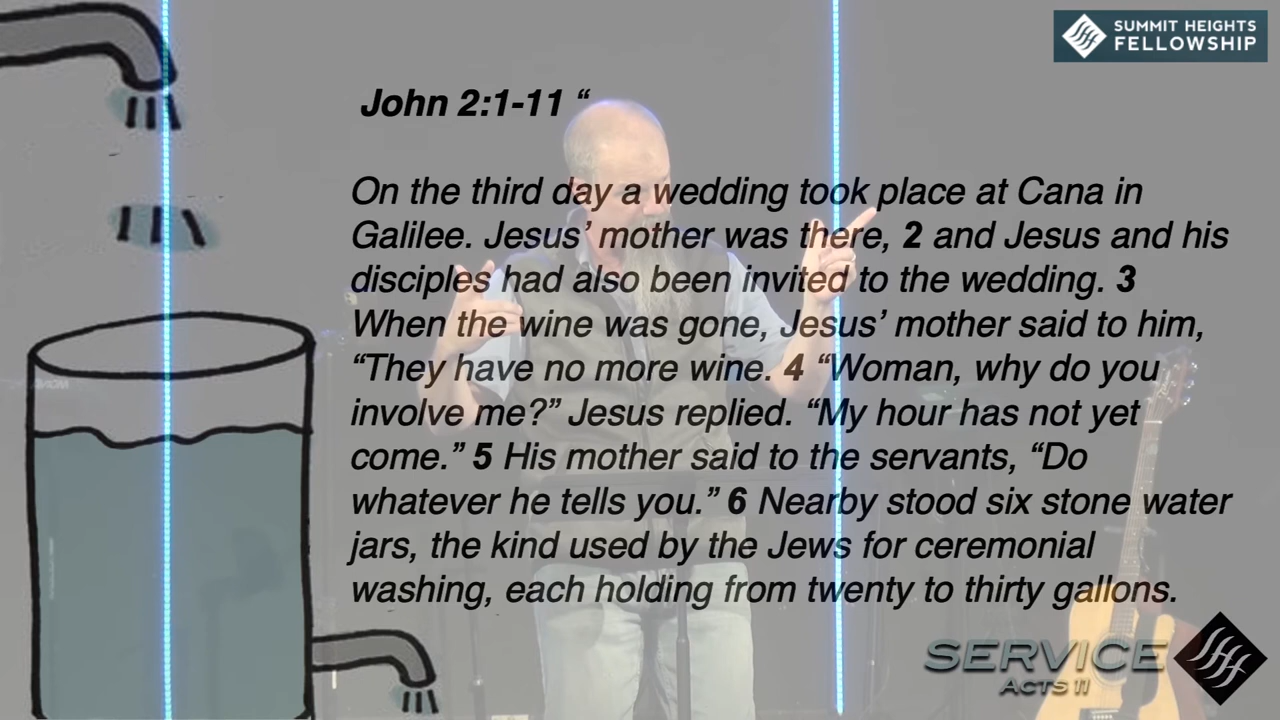 SUMMIT HEIGHTS
FELLOWSHIP
John 2:1-11 “
On the third day a wedding took place at Cana in
Galilee. Jesus’ mother was there, 2 and Jesus and his
disciples had also been invited to the wedding. 3
When the wine was gone, Jesus’ mother said to him,
“They have no more wine. 4 “Woman, why do you
involve me?” Jesus replied. “My hour has not yet
come.” 5 His mother said to the servants, “Do
whatever he tells you.” 6 Nearby stood six stone water
jars, the kind used by the Jews for ceremonial
washing, each holding from twenty to thirty gallons.
SERVICE
ACTS 11